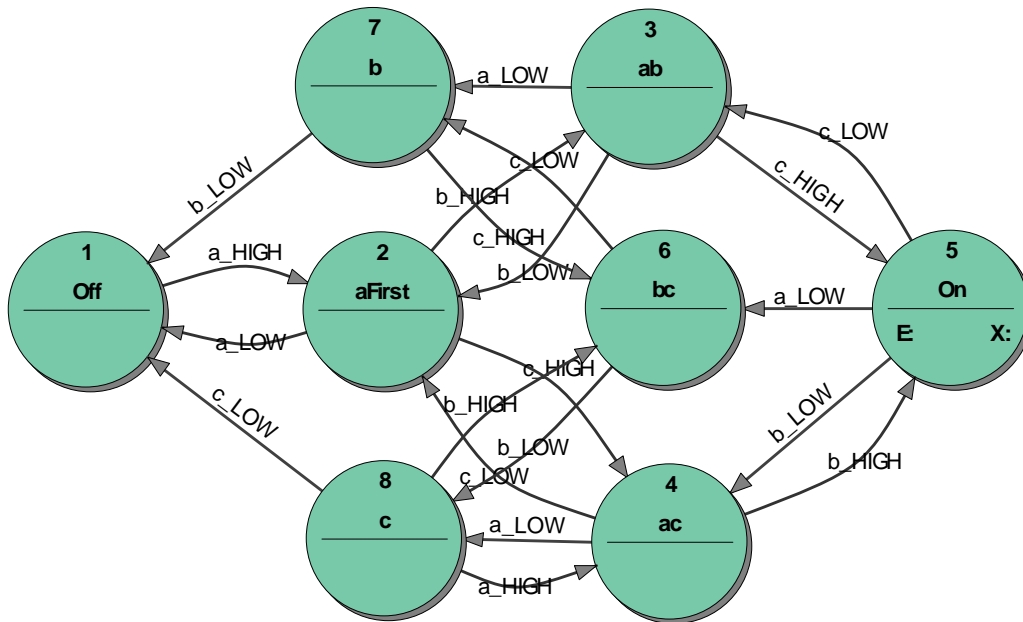 7
b
3
ab
a_LOW
c_LOW
c_LOW
b_LOW
b_HIGH
c_HIGH
c_HIGH
1
Off
a_HIGH
2
aFirst
b_LOW
6
bc
5
On
E: X:
a_LOW
a_LOW
c_LOW
c_HIGH
b_HIGH
b_LOW
b_LOW
b_HIGH
c_LOW
8
c
4
ac
a_LOW
a_HIGH